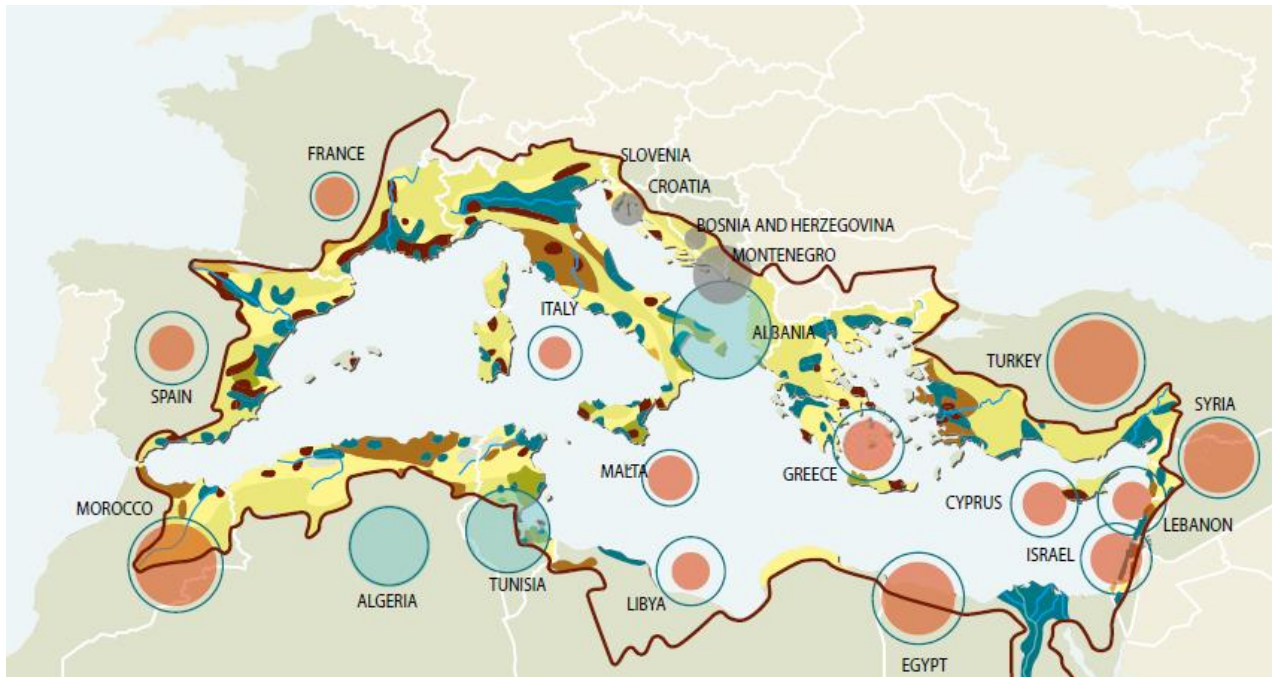 FRANCE
SLOVENIA
CROATIA
BOSNIA AND HERZEGOVINA
MONTENEGRO
ITALY
ALBANIA
TURKEY
SPAIN
SYRIA
MALTA
GREECE
CYPRUS
MOROCCO
LEBANON
ISRAEL
TUNISIA
ALGERIA
LIBYA
EGYPT